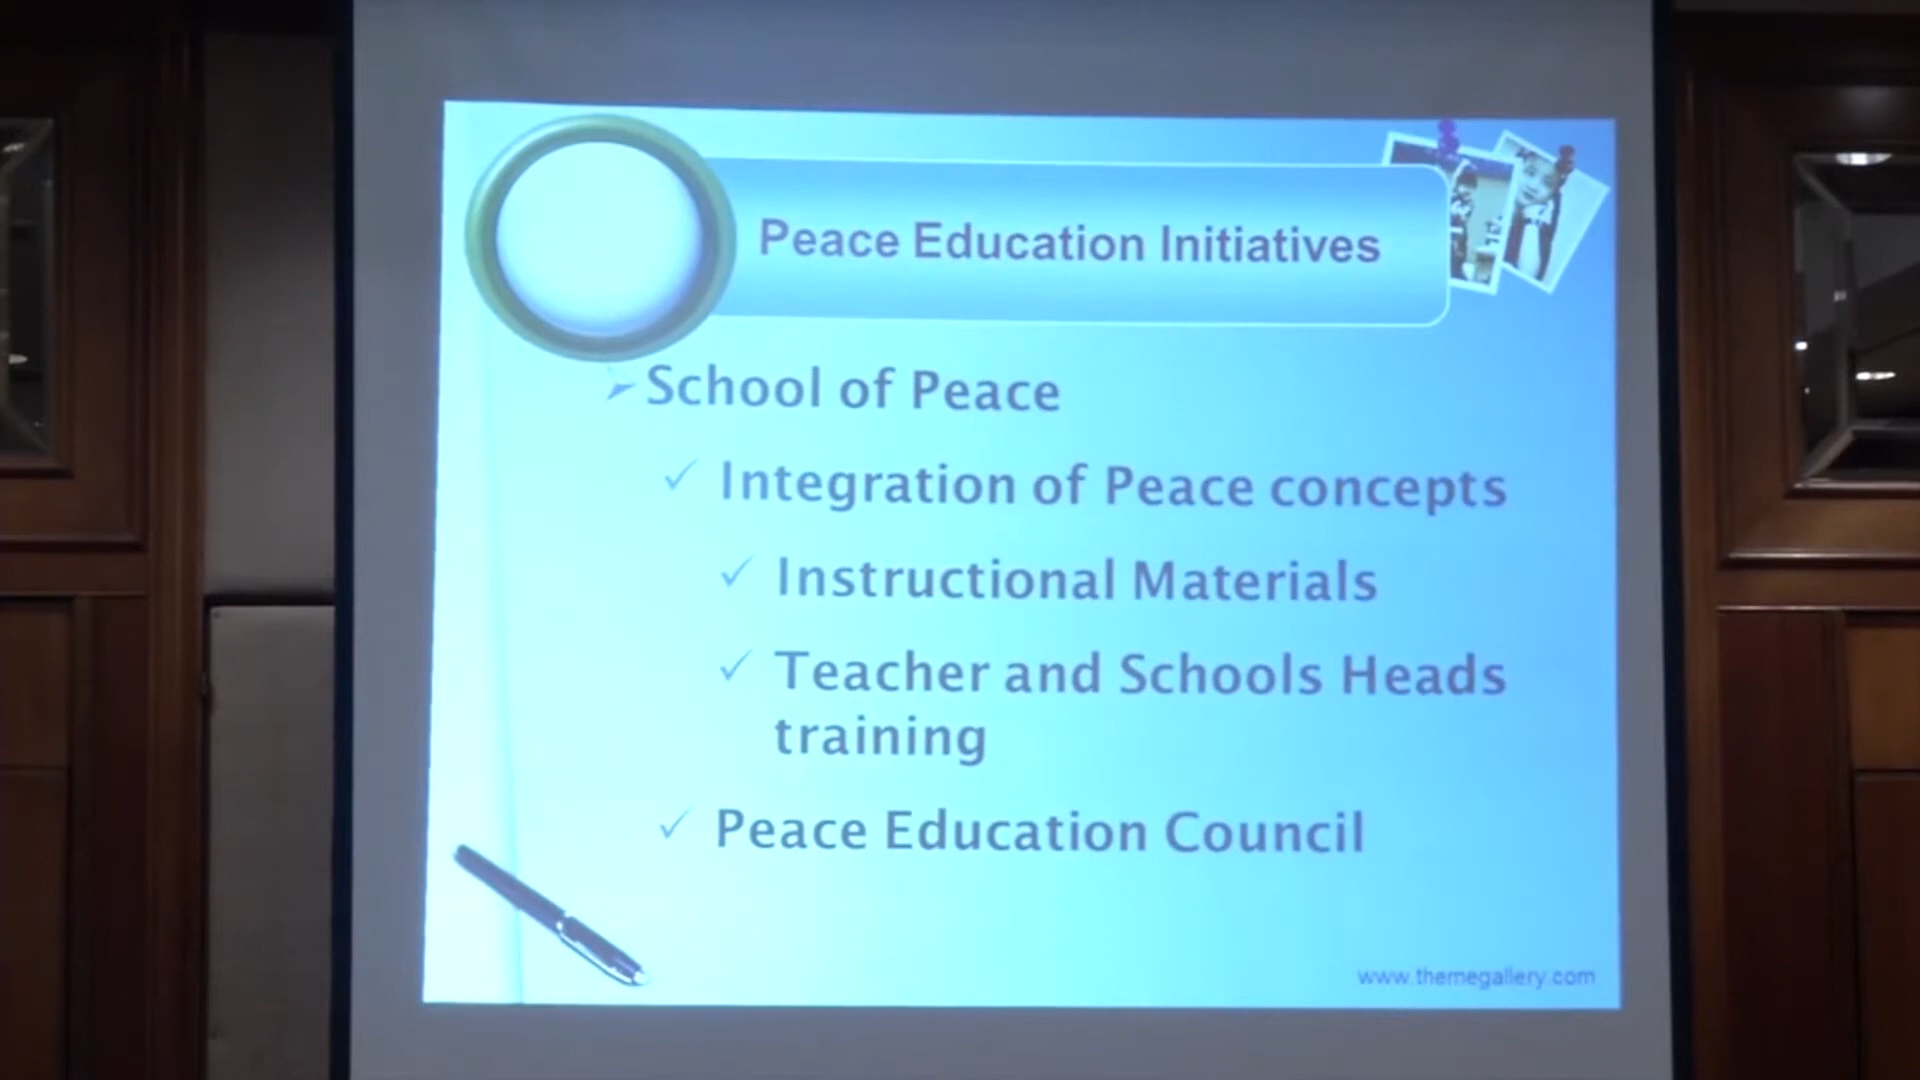 Peace Education Initiatives
School of Peace
Integration of Peace concepts
Instructional Materials
Teacher and Schools Heads
training
Peace Education Council
www.themegallery.com